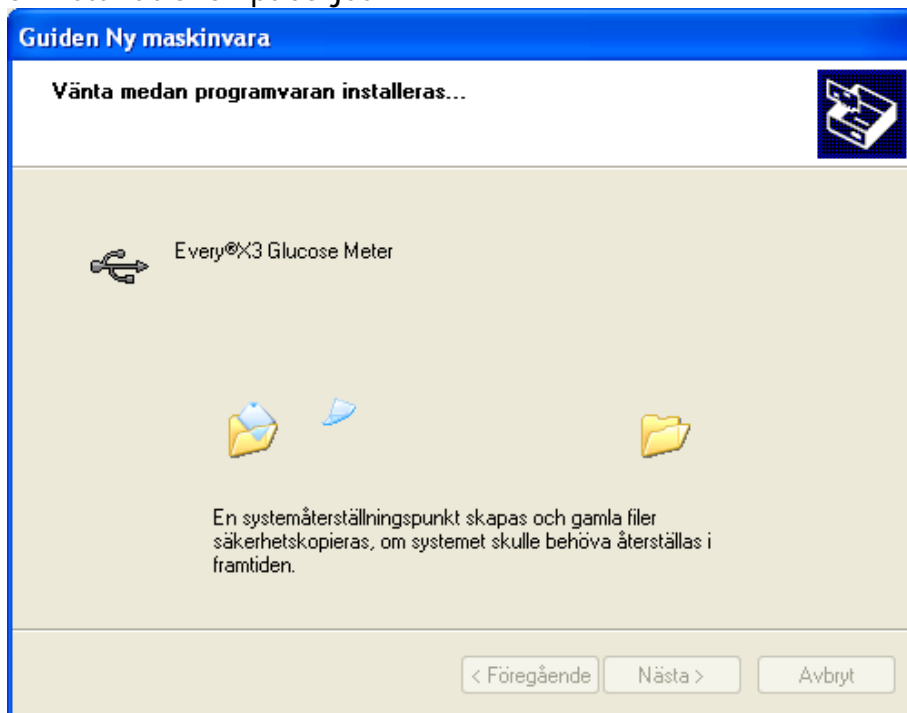 Guiden Ny maskinvara
Vänta medan programvaran installeras...
Every®X3 Glucose Meter
En systemåterställningspunkt skapas och gamla filer
säkerhetskopieras, om systemet skulle behöva återställas i
framtiden.
< Föregående
Nästa >
Avbryt